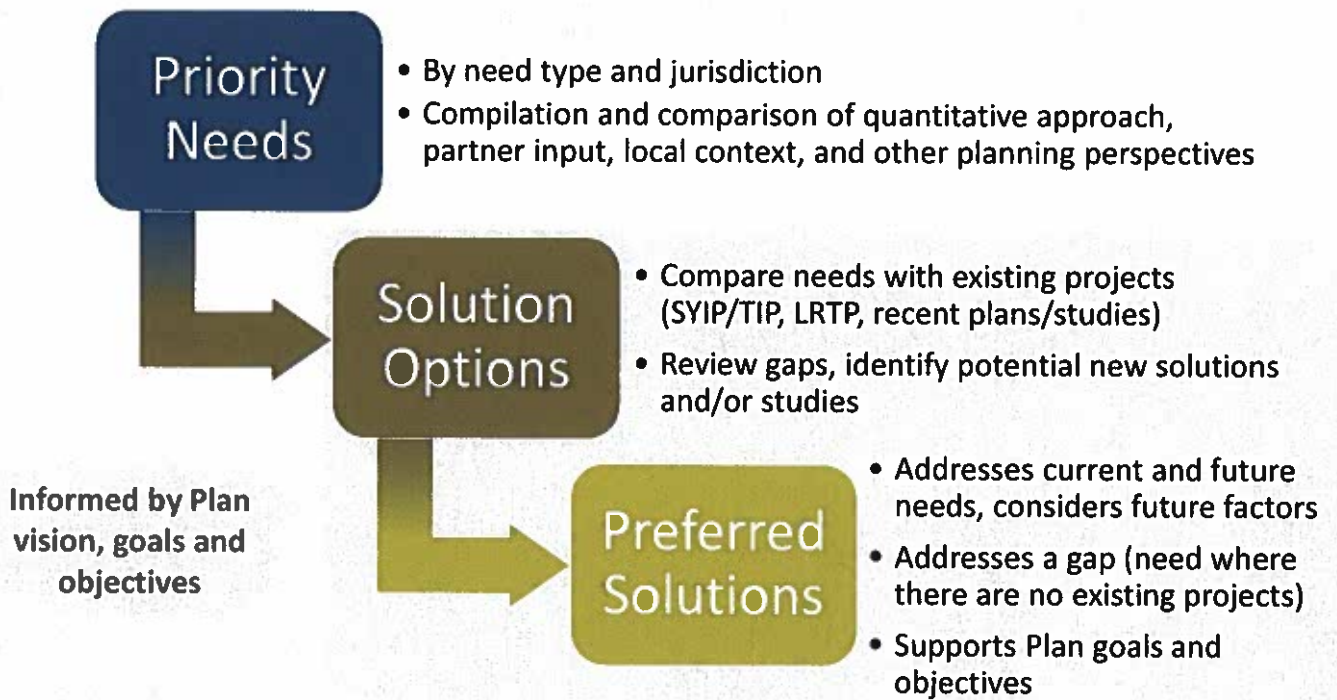 Priority
Needs
• By need type and jurisdiction
• Compilation and comparison of quantitative approach,
partner input, local context, and other planning perspectives
Solution
Options
• Compare needs with existing projects
(SYIP/TIP, LRTP, recent plans/studies)
• Review gaps, identify potential new solutions
and/or studies
Informed by Plan
vision, goals and
objectives
Preferred
Solutions
• Addresses current and future
needs, considers future factors
• Addresses a gap (need where
there are no existing projects)
• Supports Plan goals and
objectives